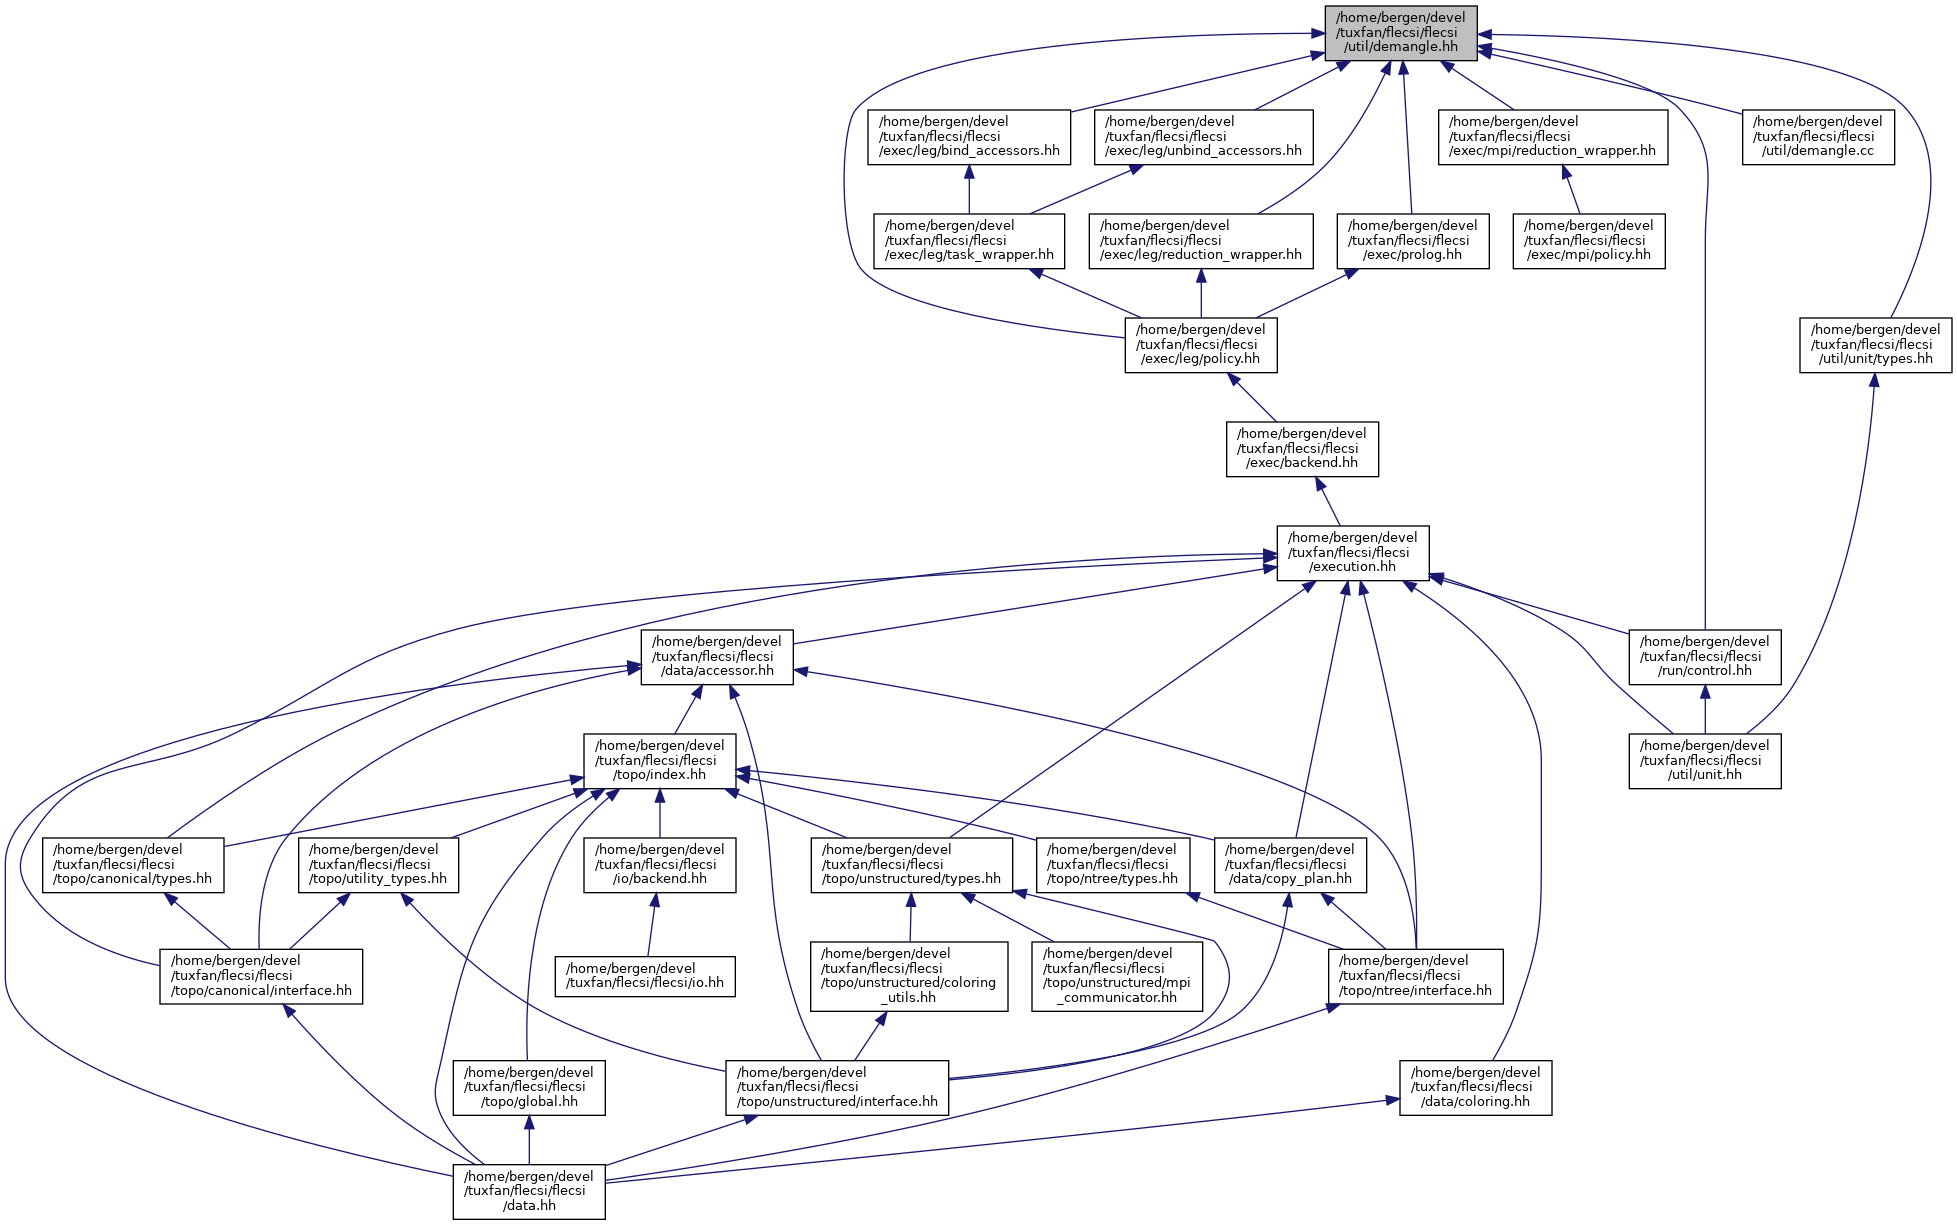 /home/bergen/devel
/tuxfan/flecsi/flecsi
/util/demangle.hh
/home/bergen/devel
/tuxfan/flecsi/flecsi
/exec/leg/bind_accessors.hh
/home/bergen/devel
/tuxfan/flecsi/flecsi
/exec/leg/unbind_accessors.hh
/home/bergen/devel
/tuxfan/flecsi/flecsi
/exec/mpi/reduction_wrapper.hh
/home/bergen/devel
/tuxfan/flecsi/flecsi
/util/demangle.cc
/home/bergen/devel
/tuxfan/flecsi/flecsi
/exec/leg/task_wrapper.hh
/home/bergen/devel
/tuxfan/flecsi/flecsi
/exec/leg/reduction_wrapper.hh
/home/bergen/devel
/tuxfan/flecsi/flecsi
/exec/prolog.hh
/home/bergen/devel
/tuxfan/flecsi/flecsi
/exec/mpi/policy.hh
/home/bergen/devel
/tuxfan/flecsi/flecsi
/exec/leg/policy.hh
/home/bergen/devel
/tuxfan/flecsi/flecsi
/util/unit/types.hh
/home/bergen/devel
/tuxfan/flecsi/flecsi
/exec/backend.hh
/home/bergen/devel
/tuxfan/flecsi/flecsi
/execution.hh
/home/bergen/devel
/tuxfan/flecsi/flecsi
/data/accessor.hh
/home/bergen/devel
/tuxfan/flecsi/flecsi
/run/control.hh
/home/bergen/devel
/tuxfan/flecsi/flecsi
/topo/index.hh
/home/bergen/devel
/tuxfan/flecsi/flecsi
/util/unit.hh
/home/bergen/devel
/tuxfan/flecsi/flecsi
/topo/canonical/types.hh
/home/bergen/devel
/tuxfan/flecsi/flecsi
/topo/utility_types.hh
/home/bergen/devel
/tuxfan/flecsi/flecsi
/io/backend.hh
/home/bergen/devel
/tuxfan/flecsi/flecsi
/topo/unstructured/types.hh
/home/bergen/devel
/tuxfan/flecsi/flecsi
/topo/ntree/types.hh
/home/bergen/devel
/tuxfan/flecsi/flecsi
/data/copy_plan.hh
/home/bergen/devel
/tuxfan/flecsi/flecsi
/topo/canonical/interface.hh
/home/bergen/devel
/tuxfan/flecsi/flecsi/io.hh
/home/bergen/devel
/tuxfan/flecsi/flecsi
/topo/unstructured/coloring
_utils.hh
/home/bergen/devel
/tuxfan/flecsi/flecsi
/topo/unstructured/mpi
_communicator.hh
/home/bergen/devel
/tuxfan/flecsi/flecsi
/topo/ntree/interface.hh
/home/bergen/devel
/tuxfan/flecsi/flecsi
/topo/global.hh
/home/bergen/devel
/tuxfan/flecsi/flecsi
/topo/unstructured/interface.hh
/home/bergen/devel
/tuxfan/flecsi/flecsi
/data/coloring.hh
/home/bergen/devel
/tuxfan/flecsi/flecsi
/data.hh